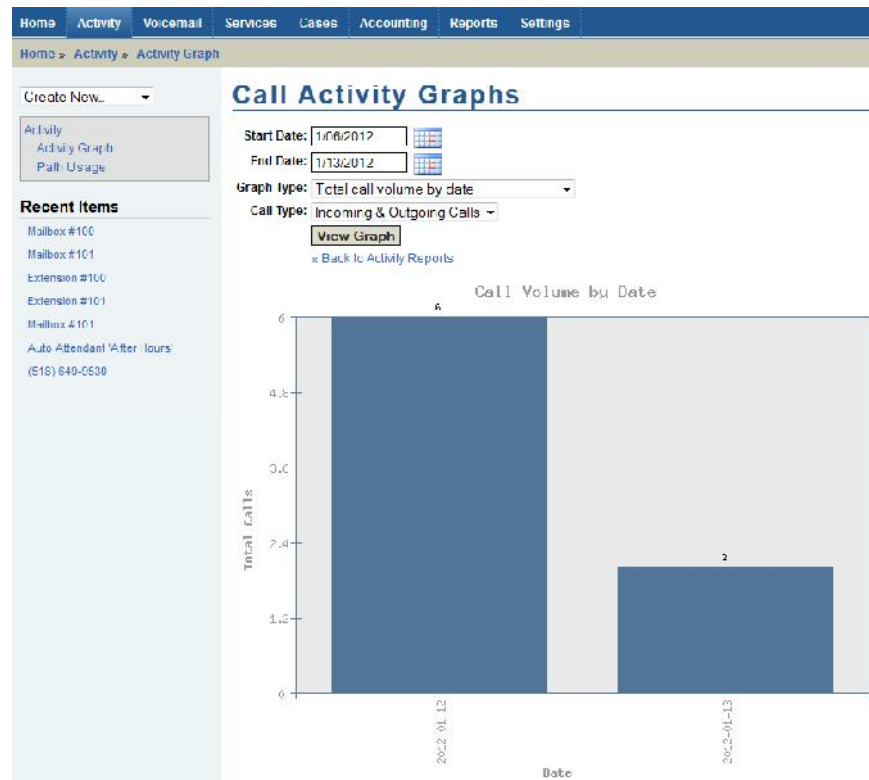 Home Activity Voicemail Services Cases Accounting Reports Settings
Home » Activity » Activity Graph
Create New...
Activity
Activity Graph
Path Usage
Recent Items
Mailbox #100
Mailbox #101
Extension #100
Extension #101
Mailbox #101
Auto Attendant 'After Hours'
(518) 649-9530
Call Activity Graphs
Start Date: 1/06/2012
End Date: 1/13/2012
Graph Type: Total call volume by date
Call Type: Incoming & Outgoing Calls
View Graph
« Back to Activity Reports
Call Volume by Date
6
6
4.8
3.6
Total Calls
2.4
2
1.2
0
2012-01-12
2012-01-13
Date